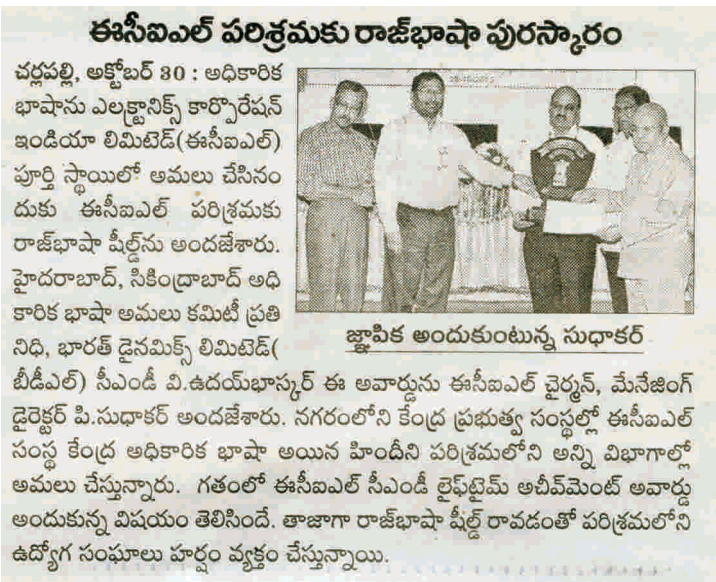 ఈసీఐఎల్ పరిశ్రమకు రాజ్‌భాషా పురస్కారం
చర్లపల్లి, అక్టోబర్ 30 : అధికారిక
భాషాను ఎలక్ట్రానిక్స్ కార్పొరేషన్
ఇండియా లిమిటెడ్(ఈసీఐఎల్)
పూర్తి స్థాయిలో అమలు చేసినం
దుకు ఈసీఐఎల్ పరిశ్రమకు
రాజ్‌భాషా షీల్డ్‌ను అందజేశారు.
హైదరాబాద్, సికింద్రాబాద్ అధి
కారిక భాషా అమలు కమిటీ ప్రతి
నిధి, భారత్ డైనమిక్స్ లిమిటెడ్(
జ్ఞాపిక అందుకుంటున్న సుధాకర్
బీడీఎల్) సీఎండీ వి.ఉదయ్‌భాస్కర్ ఈ అవార్డును ఈసీఐఎల్ చైర్మన్, మేనేజింగ్
డైరెక్టర్ పి.సుధాకర్ అందజేశారు. నగరంలోని కేంద్ర ప్రభుత్వ సంస్థల్లో ఈసీఐఎల్
సంస్థ కేంద్ర అధికారిక భాషా అయిన హిందీని పరిశ్రమలోని అన్ని విభాగాల్లో
అమలు చేస్తున్నారు. గతంలో ఈసీఐఎల్ సీఎండీ లైఫ్‌టైమ్ అచీవ్‌మెంట్ అవార్డు
అందుకున్న విషయం తెలిసిందే. తాజాగా రాజ్‌భాషా షీల్డ్ రావడంతో పరిశ్రమలోని
ఉద్యోగ సంఘాలు హర్షం వ్యక్తం చేస్తున్నాయి.